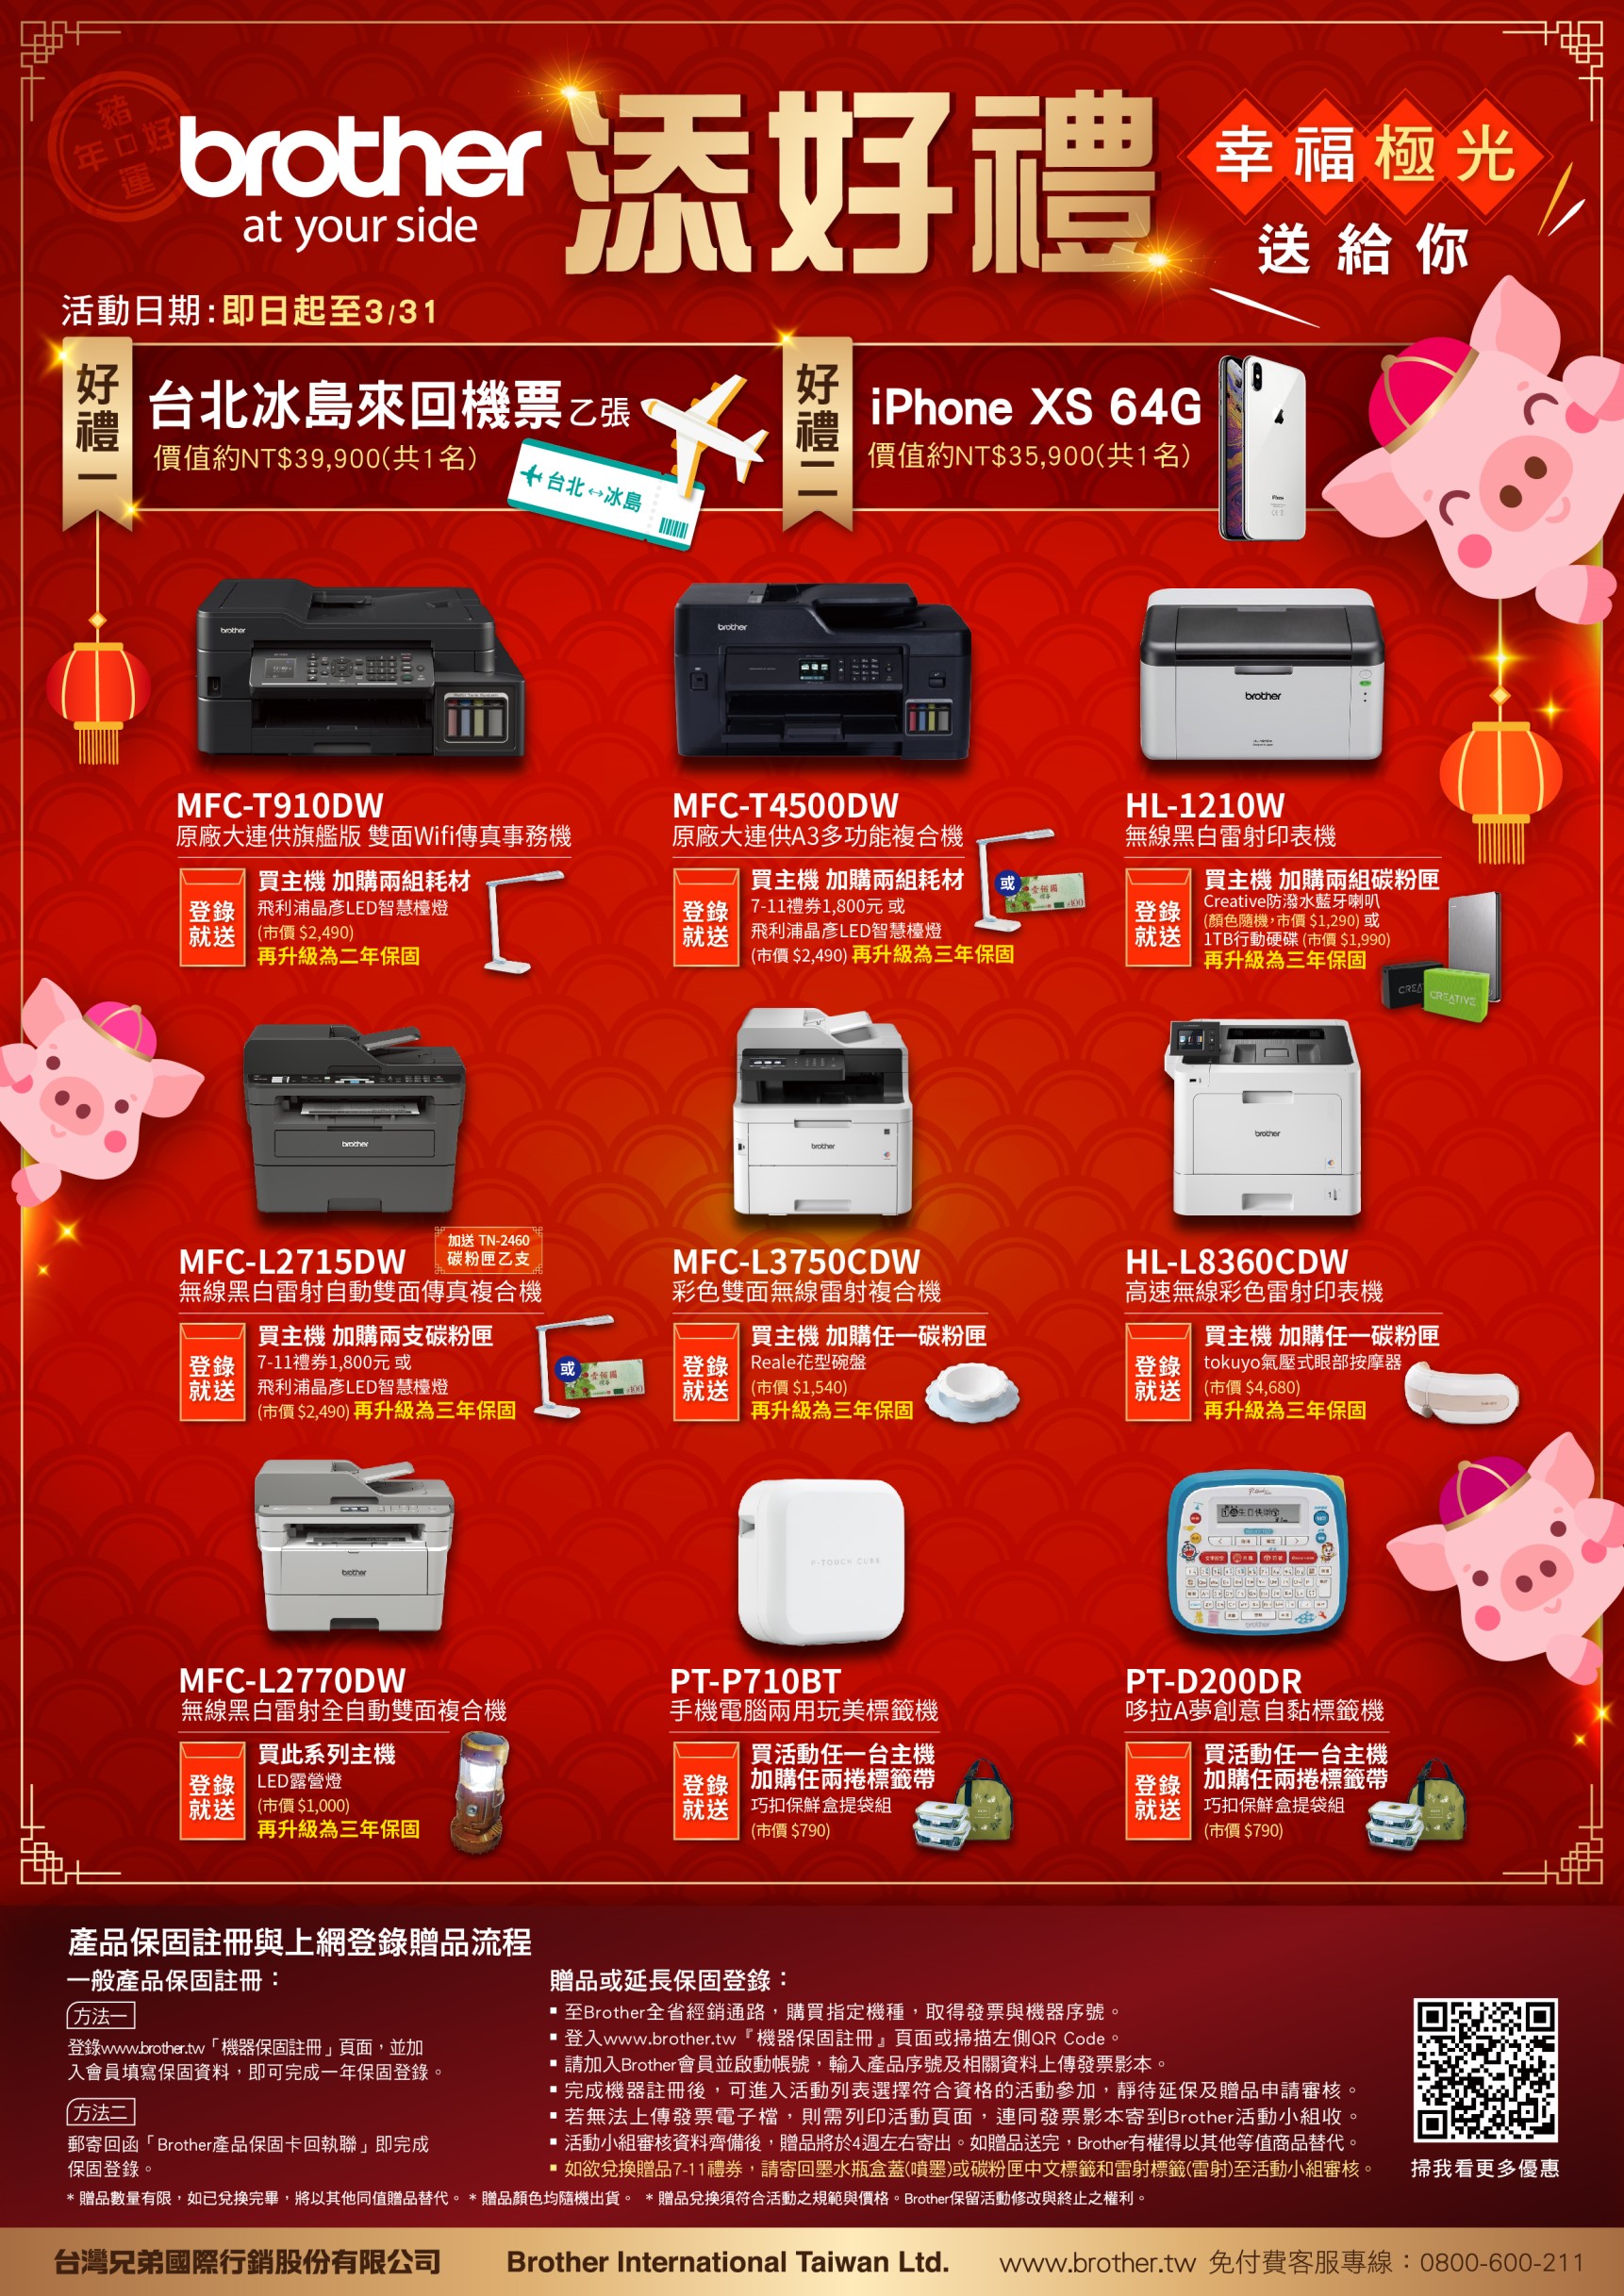 豬年好運
brother
at your side
添好禮
幸福極光
送給你
活動日期:即日起至3/31
好禮一
台北冰島來回機票乙張
價值約NT$39,900(共1名)
台北↔冰島
好禮二
iPhone XS 64G
價值約NT$35,900(共1名)
iPhone
brother
brother
brother
MFC-T910DW
原廠大連供旗艦版 雙面Wifi傳真事務機
登錄就送
買主機 加購兩組耗材
飛利浦晶彥LED智慧檯燈
(市價 $2,490)
再升級為二年保固
MFC-T4500DW
原廠大連供A3多功能複合機
登錄就送
買主機 加購兩組耗材
7-11禮券1,800元 或
飛利浦晶彥LED智慧檯燈
(市價 $2,490) 再升級為三年保固
或
HL-1210W
無線黑白雷射印表機
登錄就送
買主機 加購兩組碳粉匣
Creative防潑水藍牙喇叭
(顏色隨機,市價 $1,290) 或
1TB行動硬碟 (市價 $1,990)
再升級為三年保固
CREATIVE
brother
brother
brother
MFC-L2715DW
加送 TN-2460
碳粉匣乙支
無線黑白雷射自動雙面傳真複合機
登錄就送
買主機 加購兩支碳粉匣
7-11禮券1,800元 或
飛利浦晶彥LED智慧檯燈
(市價 $2,490) 再升級為三年保固
或
MFC-L3750CDW
彩色雙面無線雷射複合機
登錄就送
買主機 加購任一碳粉匣
Reale花型碗盤
(市價 $1,540)
再升級為三年保固
HL-L8360CDW
高速無線彩色雷射印表機
登錄就送
買主機 加購任一碳粉匣
tokuyo氣壓式眼部按摩器
(市價 $4,680)
再升級為三年保固
brother
P-TOUCH CUBE
brother
MFC-L2770DW
無線黑白雷射全自動雙面複合機
登錄就送
買此系列主機
LED露營燈
(市價 $1,000)
再升級為三年保固
PT-P710BT
手機電腦兩用玩美標籤機
登錄就送
買活動任一台主機
加購任兩捲標籤帶
巧扣保鮮盒提袋組
(市價 $790)
PT-D200DR
哆拉A夢創意自黏標籤機
登錄就送
買活動任一台主機
加購任兩捲標籤帶
巧扣保鮮盒提袋組
(市價 $790)
產品保固註冊與上網登錄贈品流程
一般產品保固註冊：
方法一
登錄www.brother.tw「機器保固註冊」頁面，並加
入會員填寫保固資料，即可完成一年保固登錄。
方法二
郵寄回函「Brother產品保固卡回執聯」即完成
保固登錄。
贈品或延長保固登錄：
▪ 至Brother全省經銷通路，購買指定機種，取得發票與機器序號。
▪ 登入www.brother.tw『機器保固註冊』頁面或掃描左側QR Code。
▪ 請加入Brother會員並啟動帳號，輸入產品序號及相關資料上傳發票影本。
▪ 完成機器註冊後，可進入活動列表選擇符合資格的活動參加，靜待延保及贈品申請審核。
▪ 若無法上傳發票電子檔，則需列印活動頁面，連同發票影本寄到Brother活動小組收。
▪ 活動小組審核資料齊備後，贈品將於4週左右寄出。如贈品送完，Brother有權得以其他等值商品替代。
▪ 如欲兌換贈品7-11禮券，請寄回墨水瓶盒蓋(噴墨)或碳粉匣中文標籤和雷射標籤(雷射)至活動小組審核。
掃我看更多優惠
* 贈品數量有限，如已兌換完畢，將以其他同值贈品替代。 * 贈品顏色均隨機出貨。 * 贈品兌換須符合活動之規範與價格。Brother保留活動修改與終止之權利。
台灣兄弟國際行銷股份有限公司 Brother International Taiwan Ltd. www.brother.tw 免付費客服專線：0800-600-211